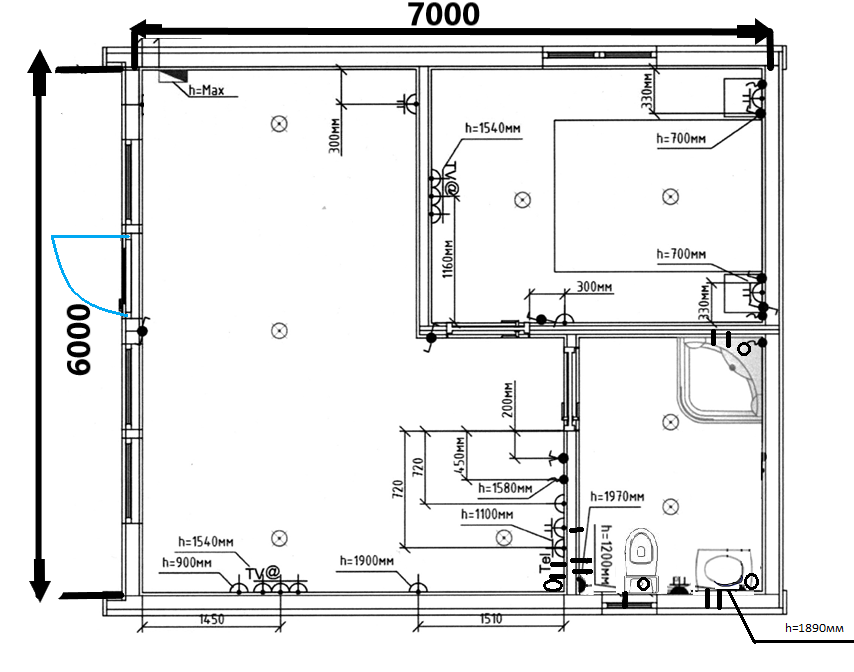 7000
h=Max
330мм
h=1540мм
300мм
h=700мм
TV@
1160мм
h=700мм
300мм
330мм
6000
200мм
720
450мм
720
h=1580мм
h=1970мм
h=1100мм
h=1540мм
h=1200мм
h=900мм
TV@
h=1900мм
Tel
1450
1510
h=1890мм